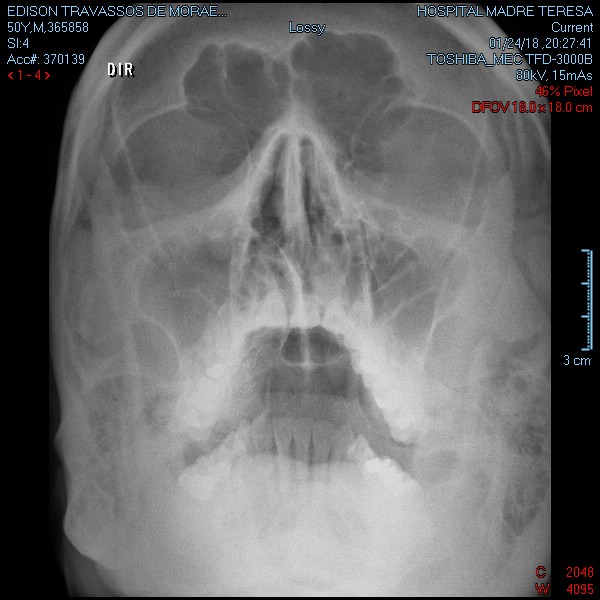 EDISON TRAVASSOS DE MORAE...
50Y,M,365858
Sl:4
Acc#: 370139
< 1 - 4 >
DIR
Lossy
HOSPITAL MADRE TERESA
Current
01/24/18 ,20:27:41
TOSHIBA_MEC TFD-3000B
80kV, 15mAs
46% Pixel
DFOV 18.0 x 18.0 cm
3 cm
C 2048
W 4095